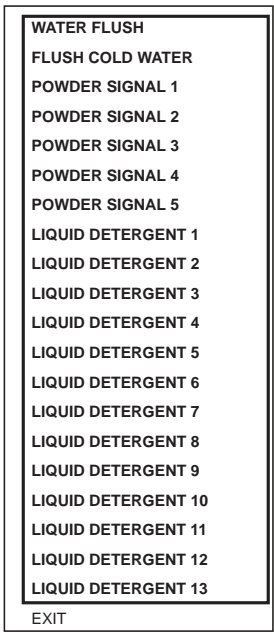 WATER FLUSH
FLUSH COLD WATER
POWDER SIGNAL 1
POWDER SIGNAL 2
POWDER SIGNAL 3
POWDER SIGNAL 4
POWDER SIGNAL 5
LIQUID DETERGENT 1
LIQUID DETERGENT 2
LIQUID DETERGENT 3
LIQUID DETERGENT 4
LIQUID DETERGENT 5
LIQUID DETERGENT 6
LIQUID DETERGENT 7
LIQUID DETERGENT 8
LIQUID DETERGENT 9
LIQUID DETERGENT 10
LIQUID DETERGENT 11
LIQUID DETERGENT 12
LIQUID DETERGENT 13
EXIT